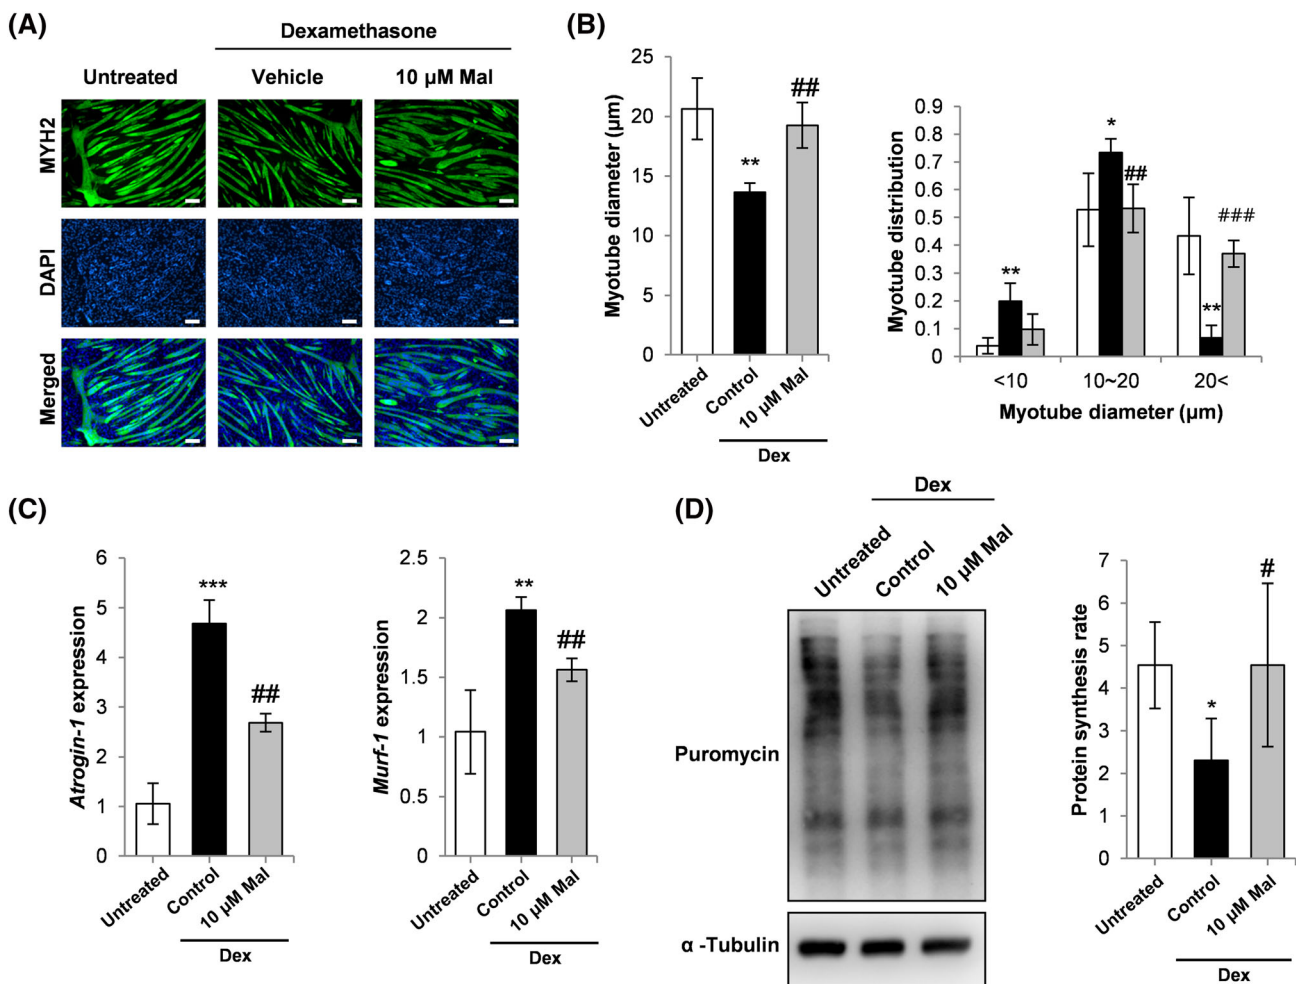 (A)
Dexamethasone
Untreated
Vehicle
10 µM Mal
MYH2
DAPI
Merged
(B)
Myotube diameter (µm)
25
20
15
10
5
0
**
##
Untreated
Control
10 µM Mal
Dex
Myotube distribution
0.9
0.8
0.7
0.6
0.5
0.4
0.3
0.2
0.1
0
**
*
##
**
###
<10
10~20
20<
Myotube diameter (µm)
(C)
Atrogin-1 expression
6
5
4
3
2
1
0
***
##
Untreated
Control
10 µM Mal
Dex
Murf-1 expression
2.5
2
1.5
1
0.5
0
**
##
Untreated
Control
10 µM Mal
Dex
(D)
Dex
Untreated
Control
10 µM Mal
Puromycin
α -Tubulin
Protein synthesis rate
7
6
5
4
3
2
1
0
*
#
Untreated
Control
10 µM Mal
Dex